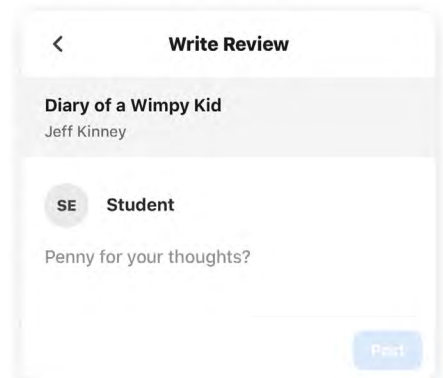 Write Review
Diary of a Wimpy Kid
Jeff Kinney
SE Student
Penny for your thoughts?
Post